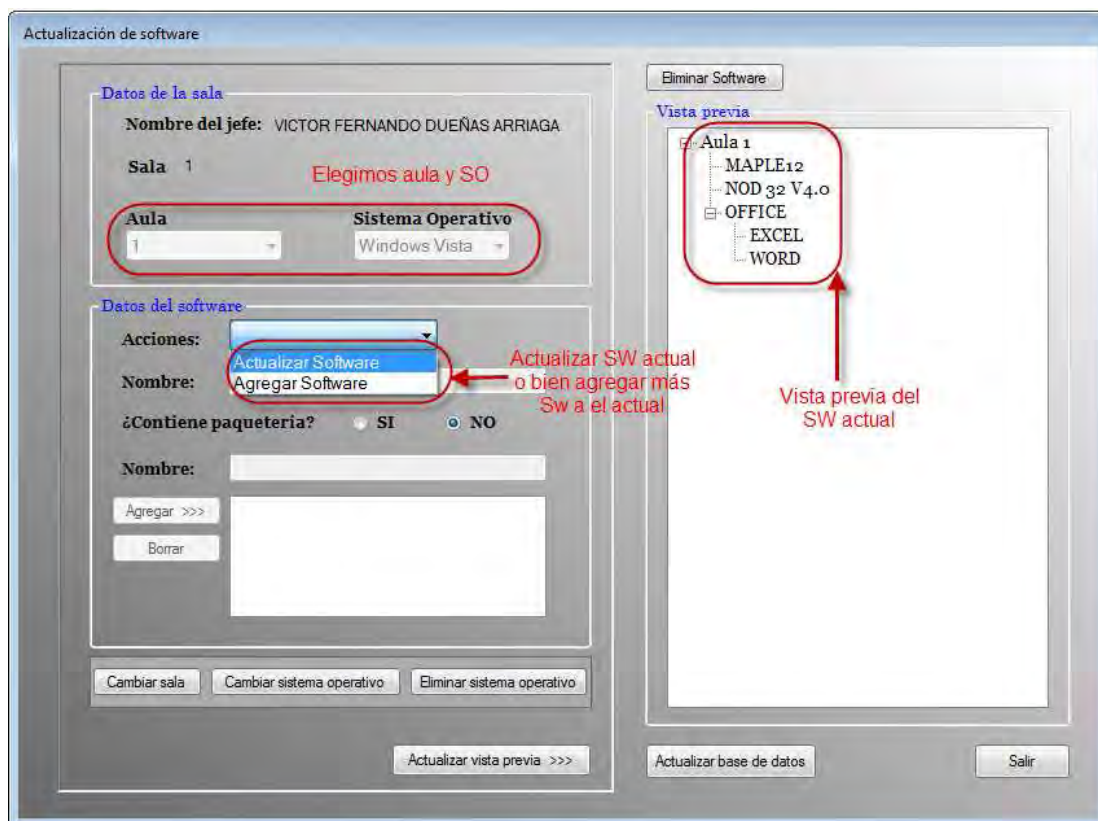 Actualización de software
Datos de la sala
Nombre del jefe: VICTOR FERNANDO DUEÑAS ARRIAGA
Sala 1
Elegimos aula y SO
Aula Sistema Operativo
1 Windows Vista
Datos del software
Acciones:
Actualizar Software
Agregar Software
Nombre:
Actualizar SW actual
o bien agregar más
Sw a el actual
¿Contiene paqueteria? SI NO
Nombre:
Agregar >>>
Borrar
Cambiar sala Cambiar sistema operativo Eliminar sistema operativo
Actualizar vista previa >>>
Eliminar Software
Vista previa
Aula 1
MAPLE12
NOD 32 V4.0
OFFICE
EXCEL
WORD
Vista previa del
SW actual
Actualizar base de datos Salir